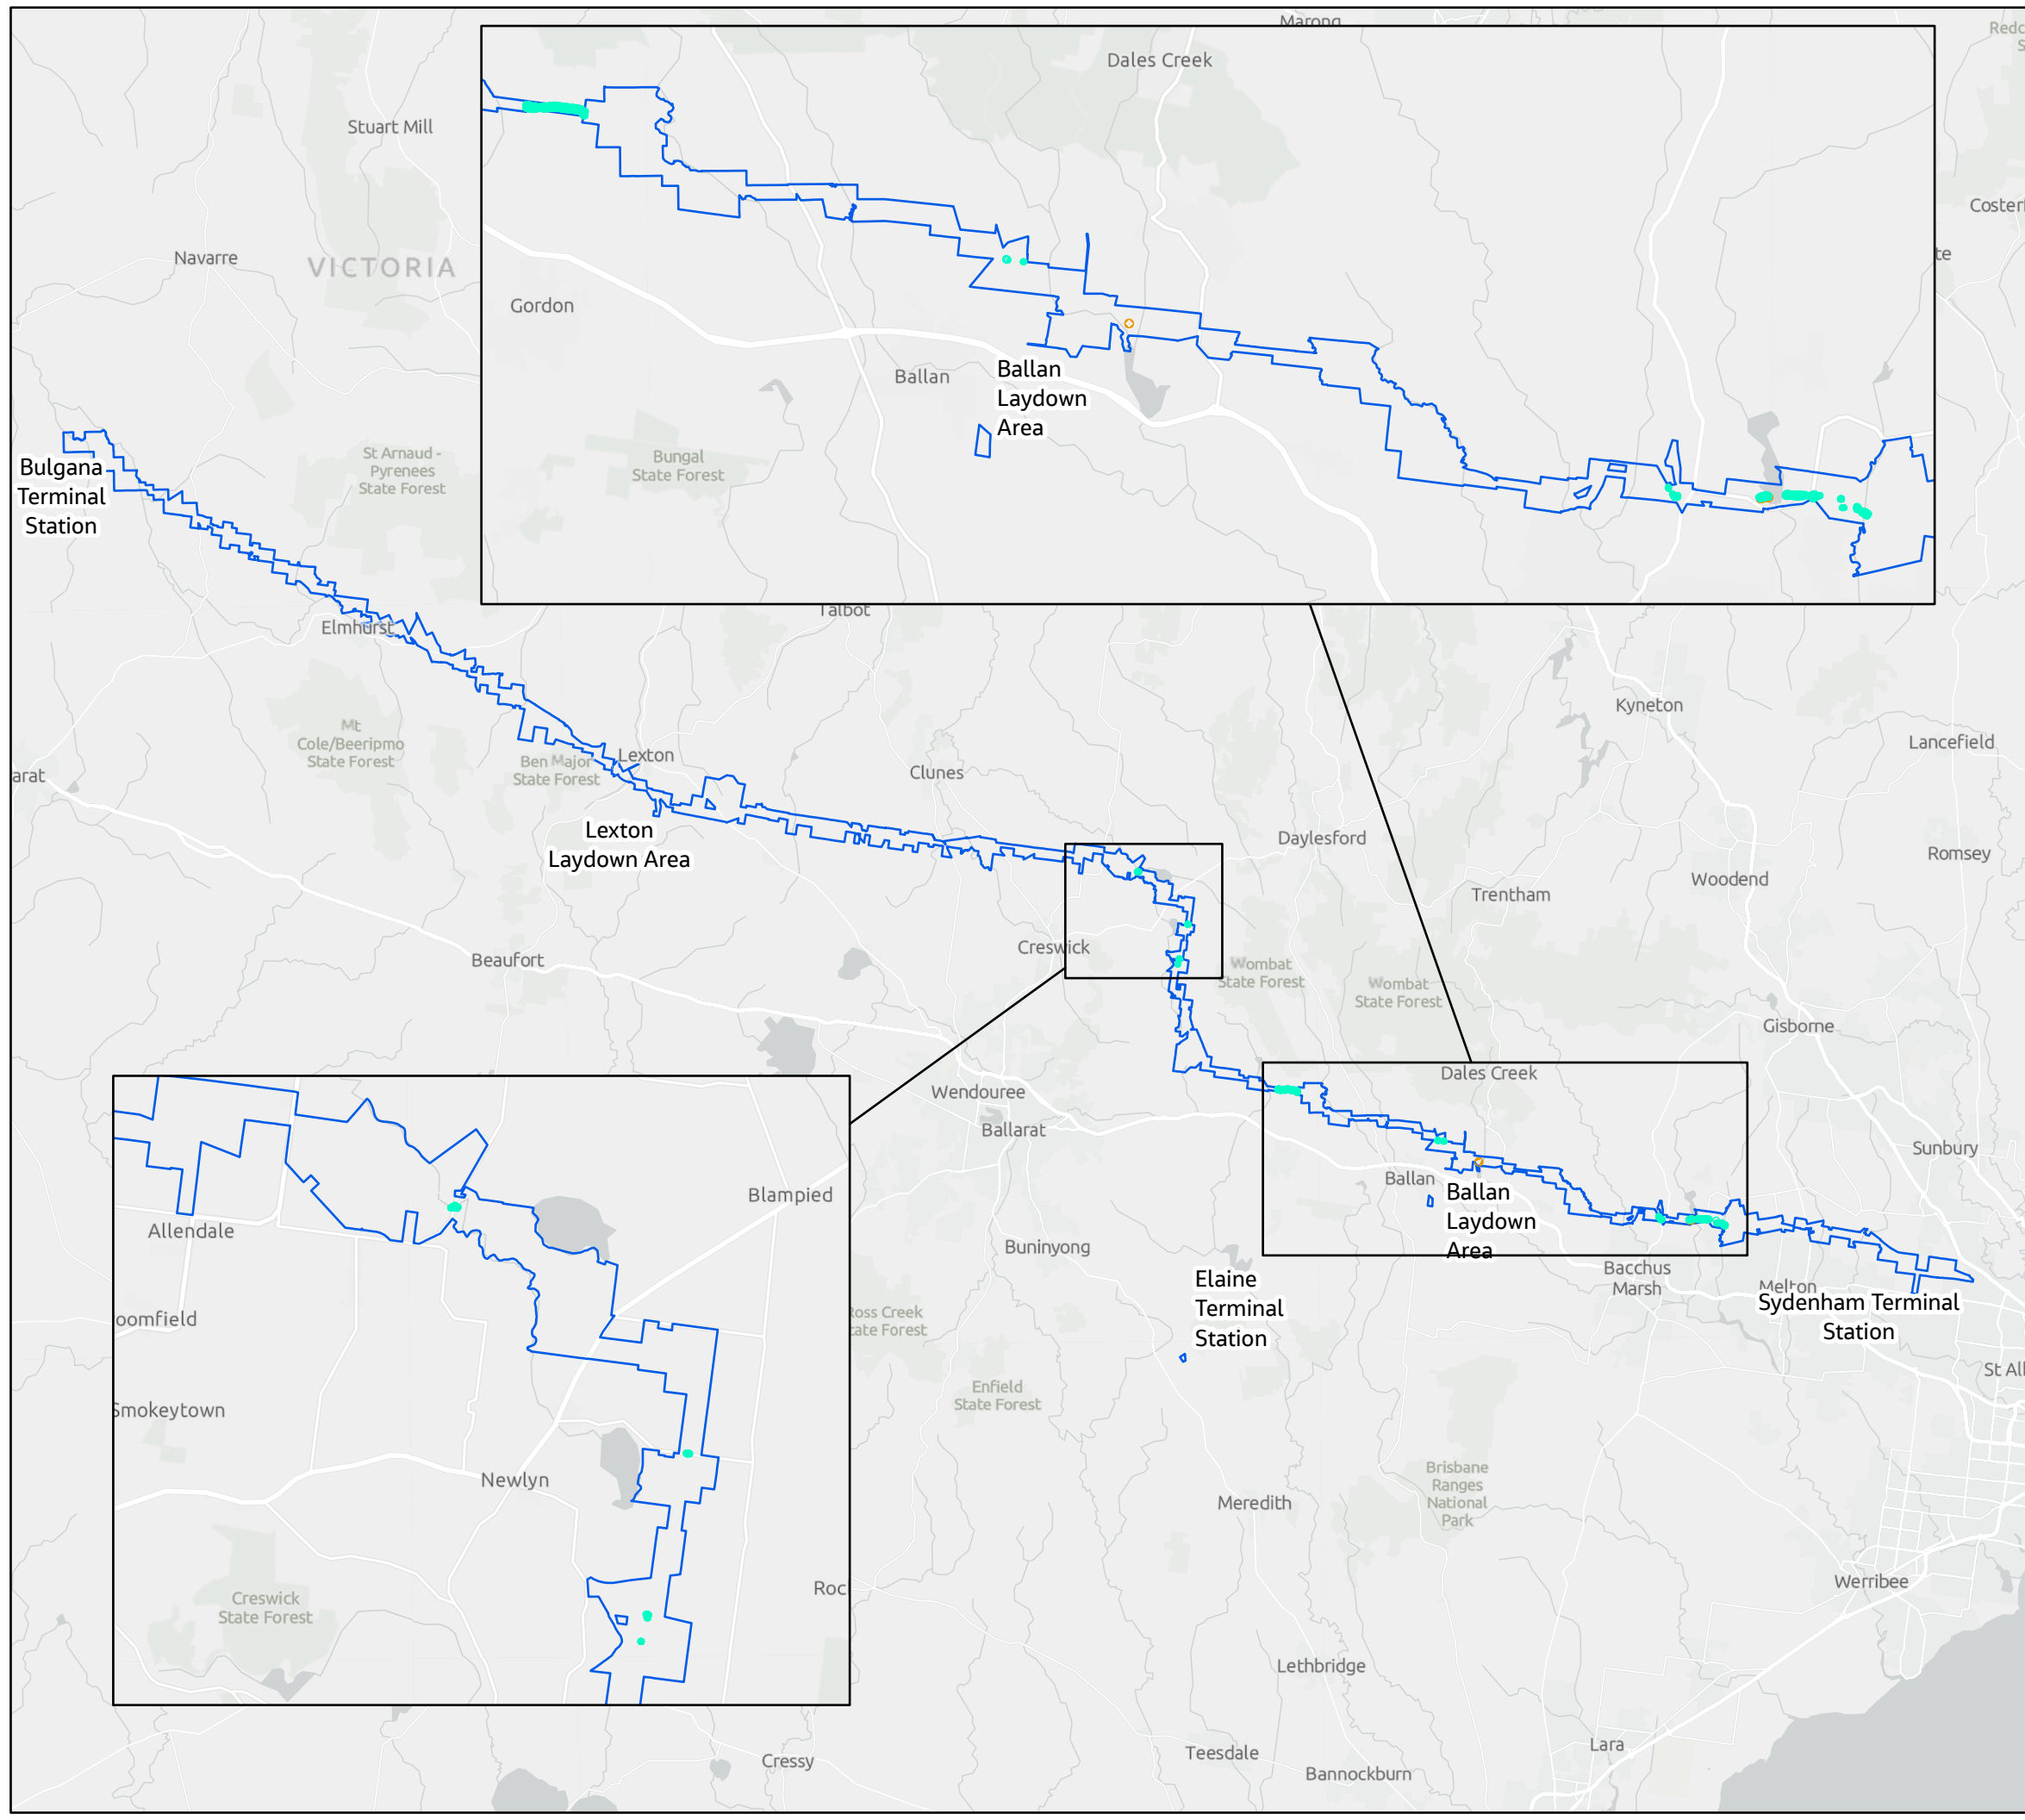 Marong
Redc
S
Dales Creek
Stuart Mill
Costerf
Navarre
VICTORIA
te
Gordon
Ballan
Ballan
Laydown
Area
Bungal
State Forest
St Arnaud -
Pyrenees
State Forest
Bulgana
Terminal
Station
Talbot
Elmhurst
Kyneton
Lancefield
Mt
Cole/Beeripmo
State Forest
Lexton
Ben Major
State Forest
Clunes
arat
Lexton
Laydown Area
Daylesford
Romsey
Woodend
Trentham
Creswick
Beaufort
Wombat
State Forest
Wombat
State Forest
Gisborne
Dales Creek
Wendouree
Ballarat
Sunbury
Ballan
Ballan
Laydown
Area
Blampied
Allendale
Buninyong
Bacchus
Marsh
Elaine
Terminal
Station
Melton
Sydenham Terminal
Station
oomfield
Ross Creek
tate Forest
St Alb
Enfield
State Forest
Smokeytown
Newlyn
Brisbane
Ranges
National
Park
Meredith
Werribee
Creswick
State Forest
Roc
Lethbridge
Lara
Cressy
Teesdale
Bannockburn